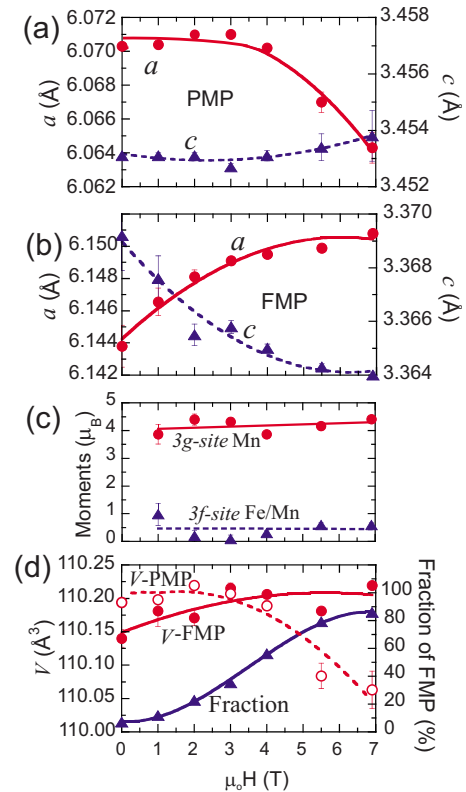 (a)
6.072
6.070
6.068
6.066
6.064
6.062
a (Å)
a
PMP
c
3.458
3.457
3.455
3.454
3.452
c (Å)
(b)
6.150
6.148
6.146
6.144
6.142
a (Å)
a
FMP
c
3.370
3.369
3.366
3.364
c (Å)
(c)
5
4
3
2
1
0
Moments (μB)
3g-site Mn
3f-site Fe/Mn
(d)
110.25
110.20
110.15
110.10
110.05
110.00
V (Å³)
V-PMP
V-FMP
Fraction
100
80
60
40
20
0
Fraction of FMP (%)
0 1 2 3 4 5 6 7
μoH (T)